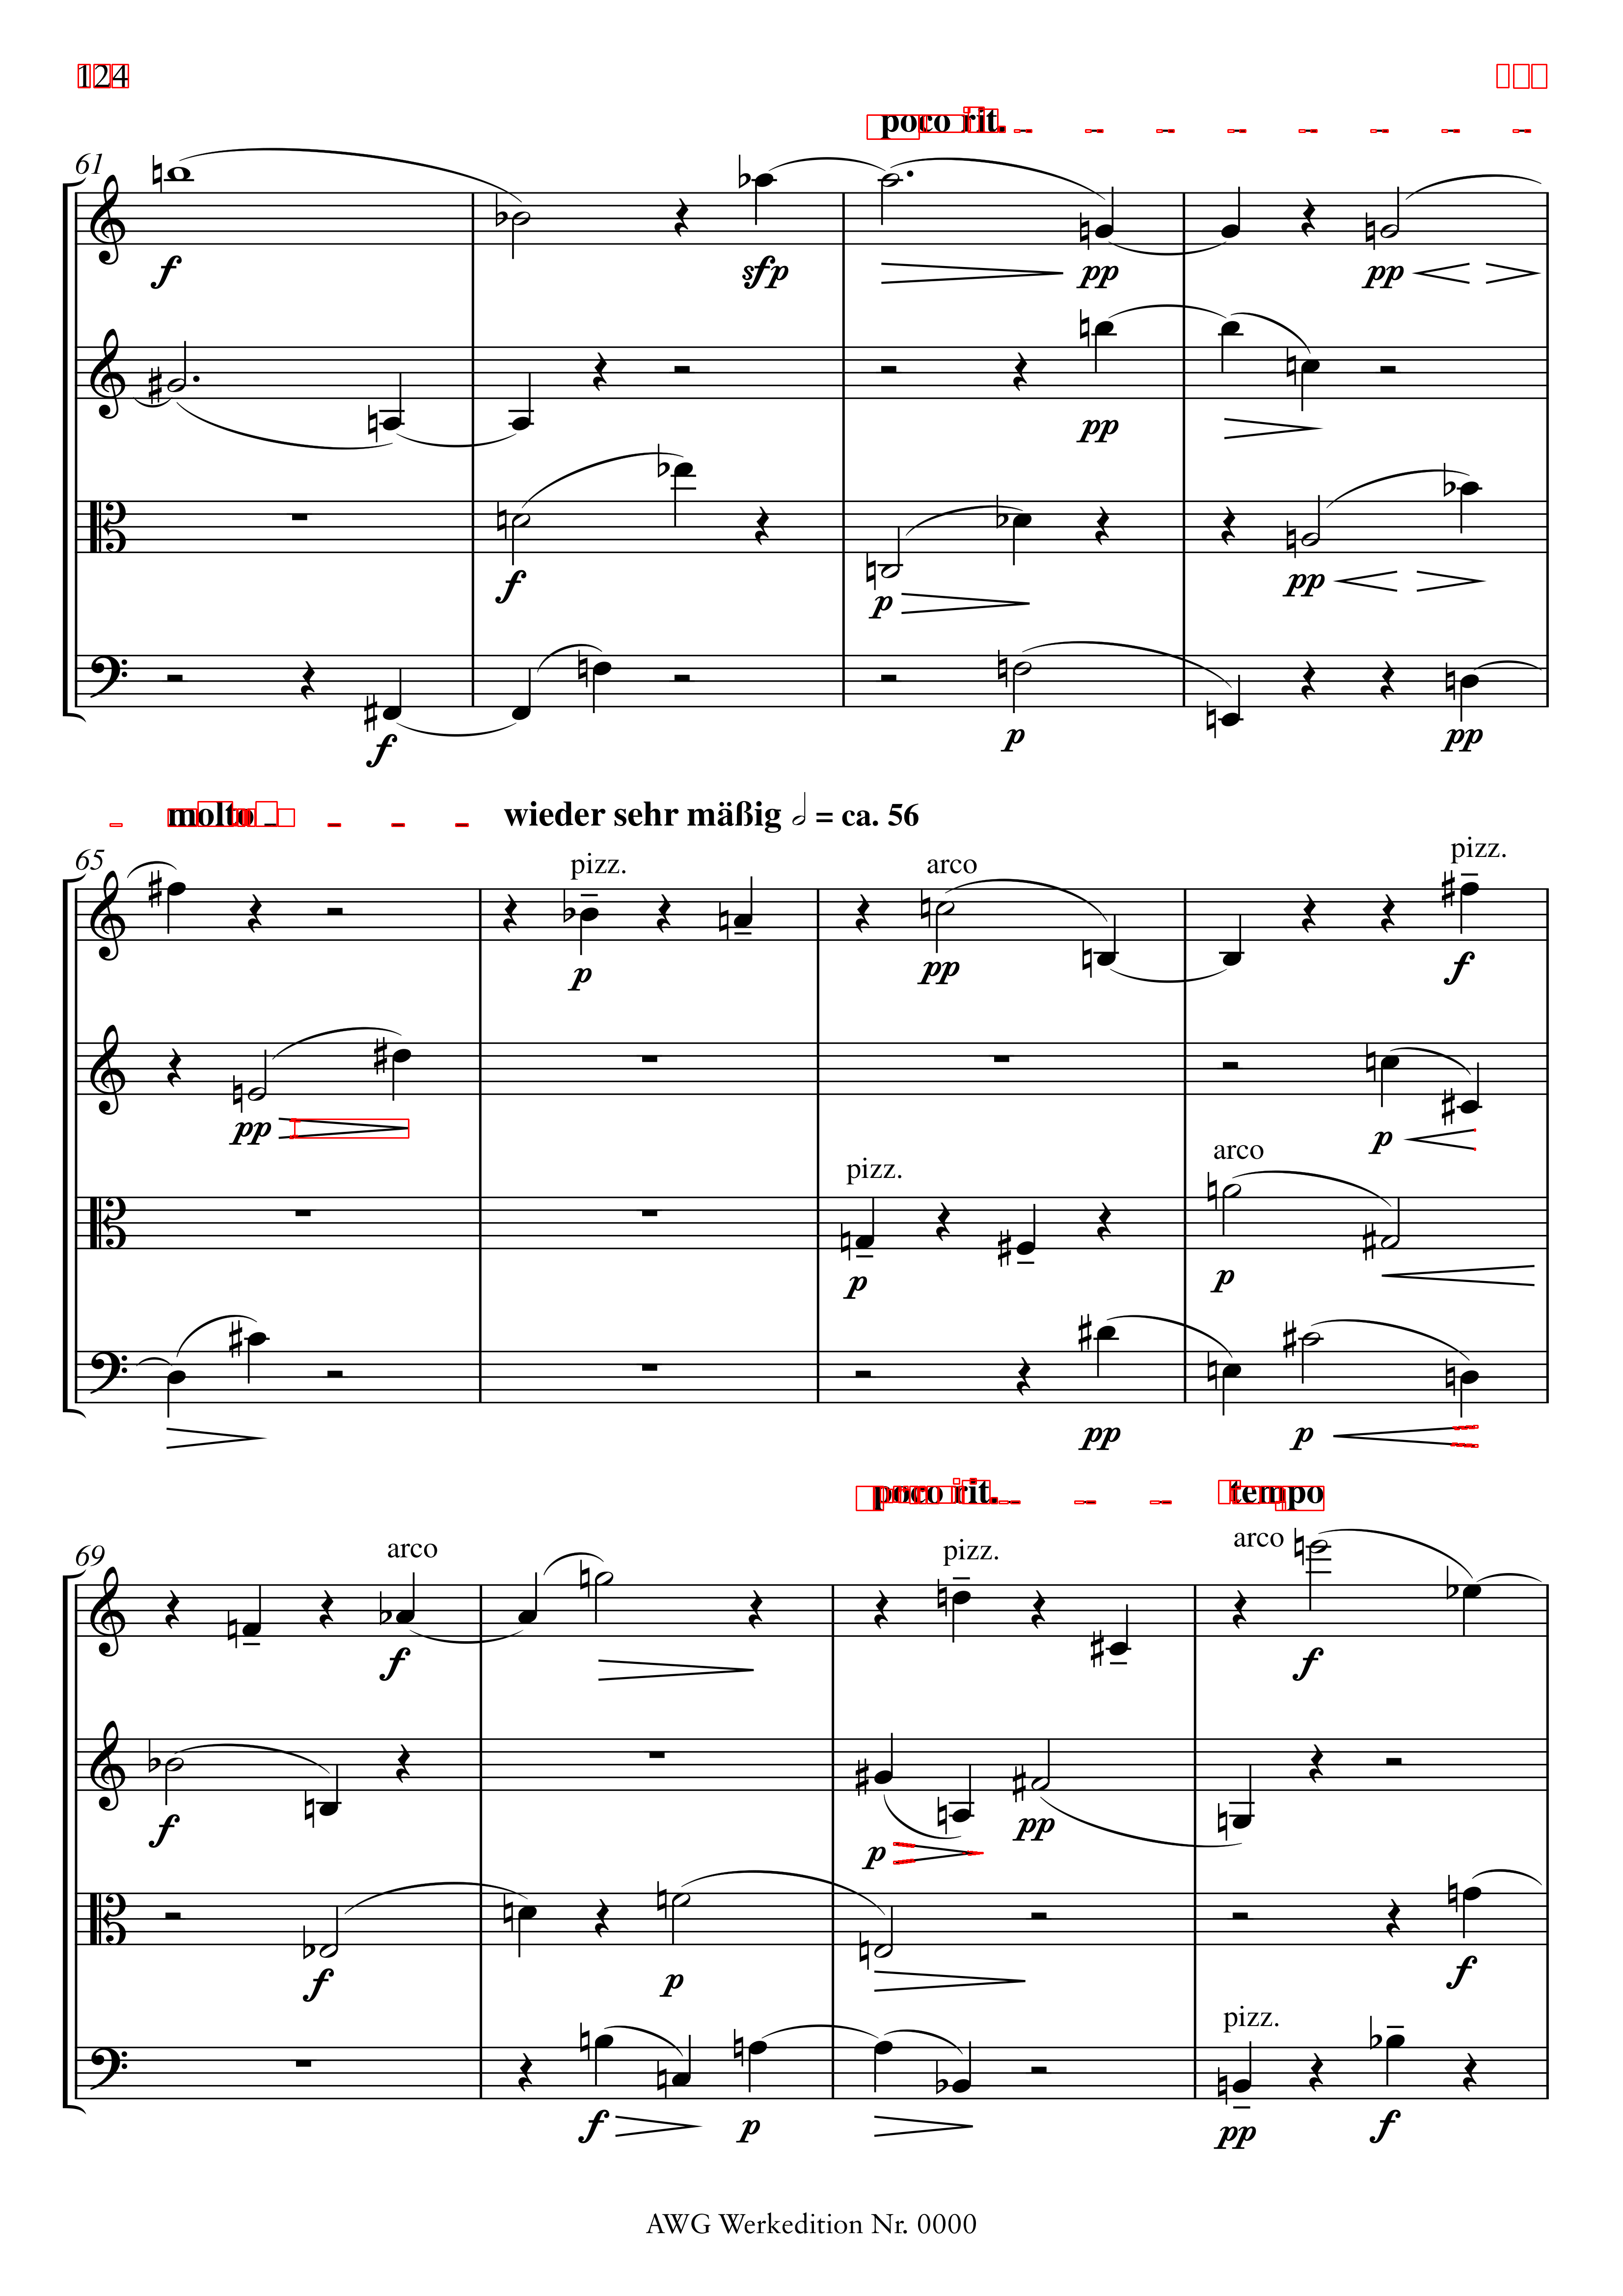 124
poco rit.
61
f
sfp
pp
pp
pp
f
p
pp
f
p
pp
molto
wieder sehr mäßig = ca. 56
65
pizz.
arco
pizz.
p
pp
f
pp
p
pizz.
arco
p
p
pp
p
poco rit.
tempo
69
arco
pizz.
arco
f
f
f
p
pp
f
p
f
pizz.
f
p
pp
f
AWG Werkedition Nr. 0000